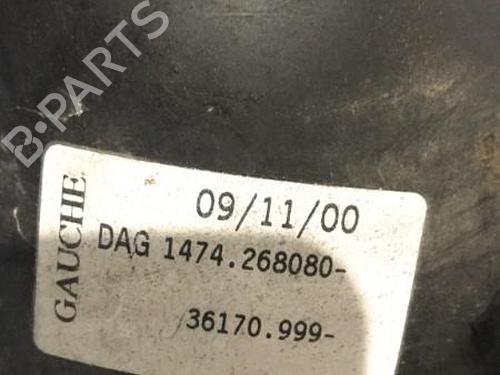 B-PARTS
GAUCHE
09/11/00
DAG 1474.268080-
36170.999-